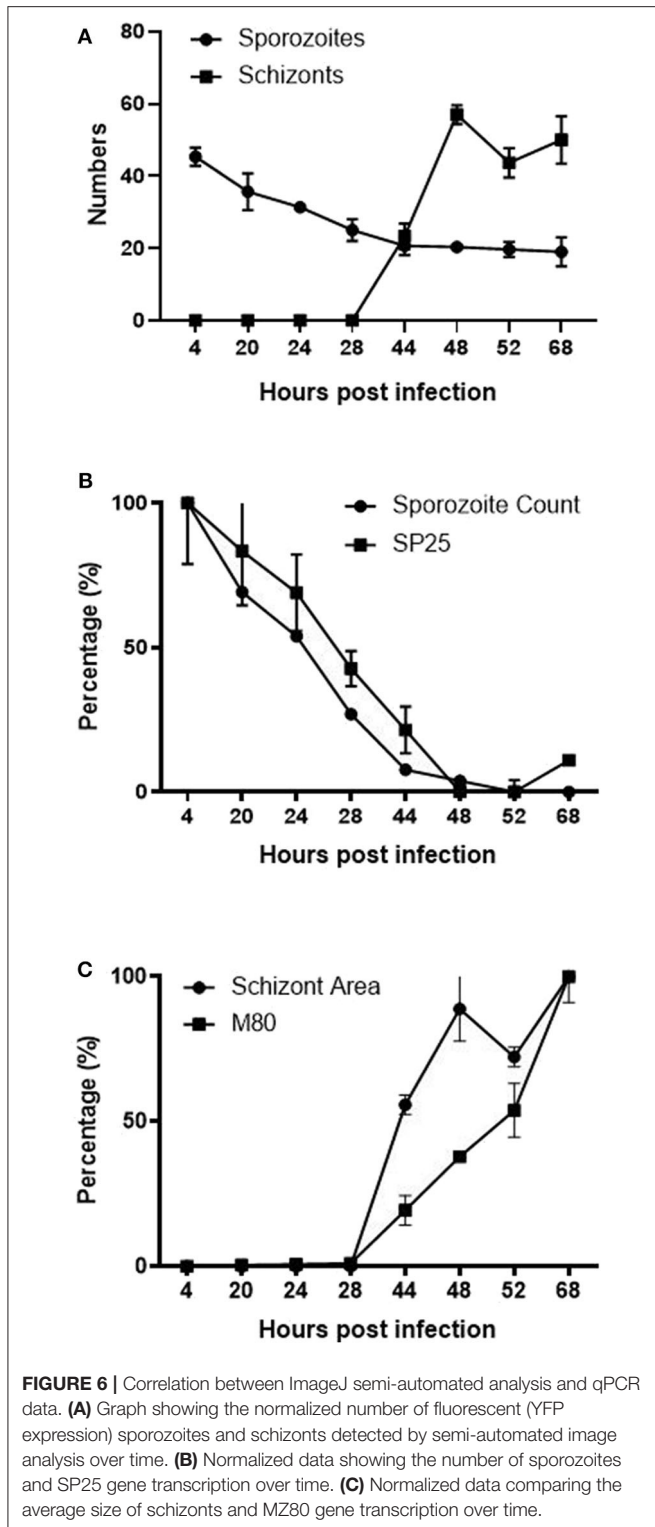 A
Sporozoites
Schizonts
80
60
40
20
0
Numbers
4 20 24 28 44 48 52 68
Hours post infection
B
Sporozoite Count
SP25
100
50
0
Percentage (%)
4 20 24 28 44 48 52 68
Hours post infection
C
Schizont Area
M80
100
50
0
Percentage (%)
4 20 24 28 44 48 52 68
Hours post infection
FIGURE 6 | Correlation between ImageJ semi-automated analysis and qPCR
data. (A) Graph showing the normalized number of fluorescent (YFP
expression) sporozoites and schizonts detected by semi-automated image
analysis over time. (B) Normalized data showing the number of sporozoites
and SP25 gene transcription over time. (C) Normalized data comparing the
average size of schizonts and MZ80 gene transcription over time.